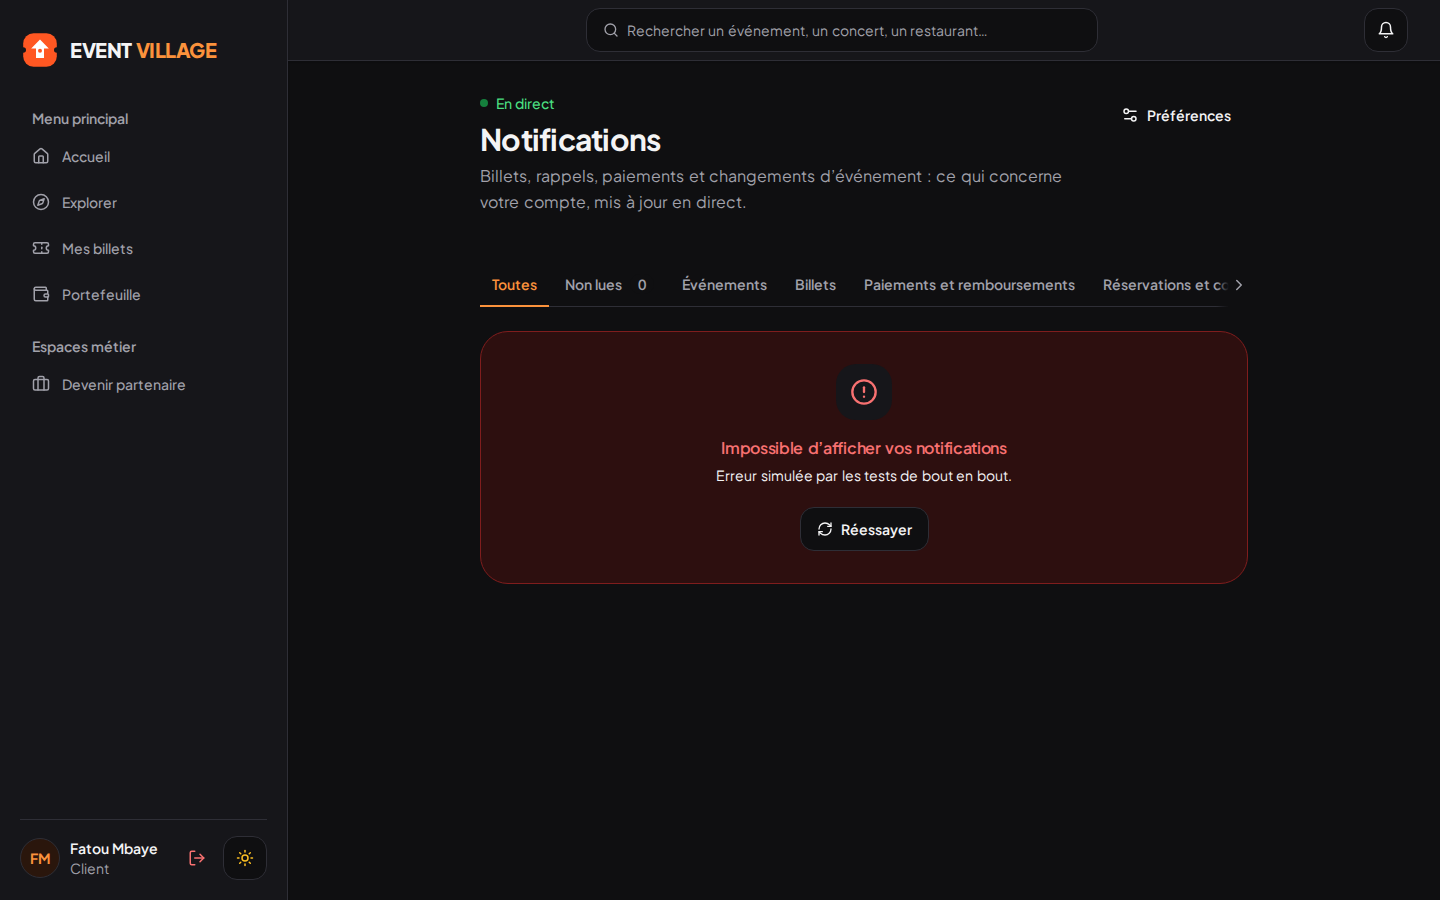 EVENT VILLAGE
Rechercher un événement, un concert, un restaurant…
Menu principal
Accueil
Explorer
Mes billets
Portefeuille
Espaces métier
Devenir partenaire
En direct
Préférences
Notifications
Billets, rappels, paiements et changements d’événement : ce qui concerne
votre compte, mis à jour en direct.
Toutes Non lues 0 Événements Billets Paiements et remboursements Réservations et
Impossible d’afficher vos notifications
Erreur simulée par les tests de bout en bout.
Réessayer
FM
Fatou Mbaye
Client